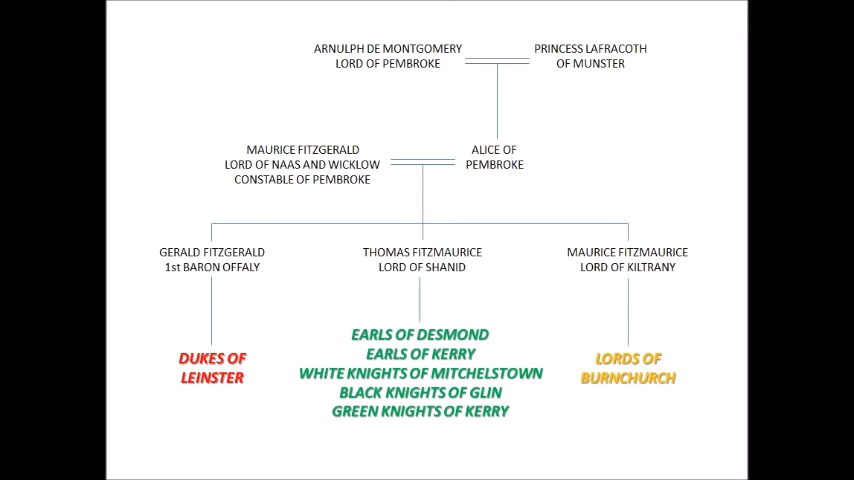 ARNULPH DE MONTGOMERY
LORD OF PEMBROKE
PRINCESS LAFRACOTH
OF MUNSTER
MAURICE FITZGERALD
LORD OF NAAS AND WICKLOW
CONSTABLE OF PEMBROKE
ALICE OF
PEMBROKE
GERALD FITZGERALD
1st BARON OFFALY
THOMAS FITZMAURICE
LORD OF SHANID
MAURICE FITZMAURICE
LORD OF KILTRANY
DUKES OF
LEINSTER
EARLS OF DESMOND
EARLS OF KERRY
WHITE KNIGHTS OF MITCHELSTOWN
BLACK KNIGHTS OF GLIN
GREEN KNIGHTS OF KERRY
LORDS OF
BURNCHURCH